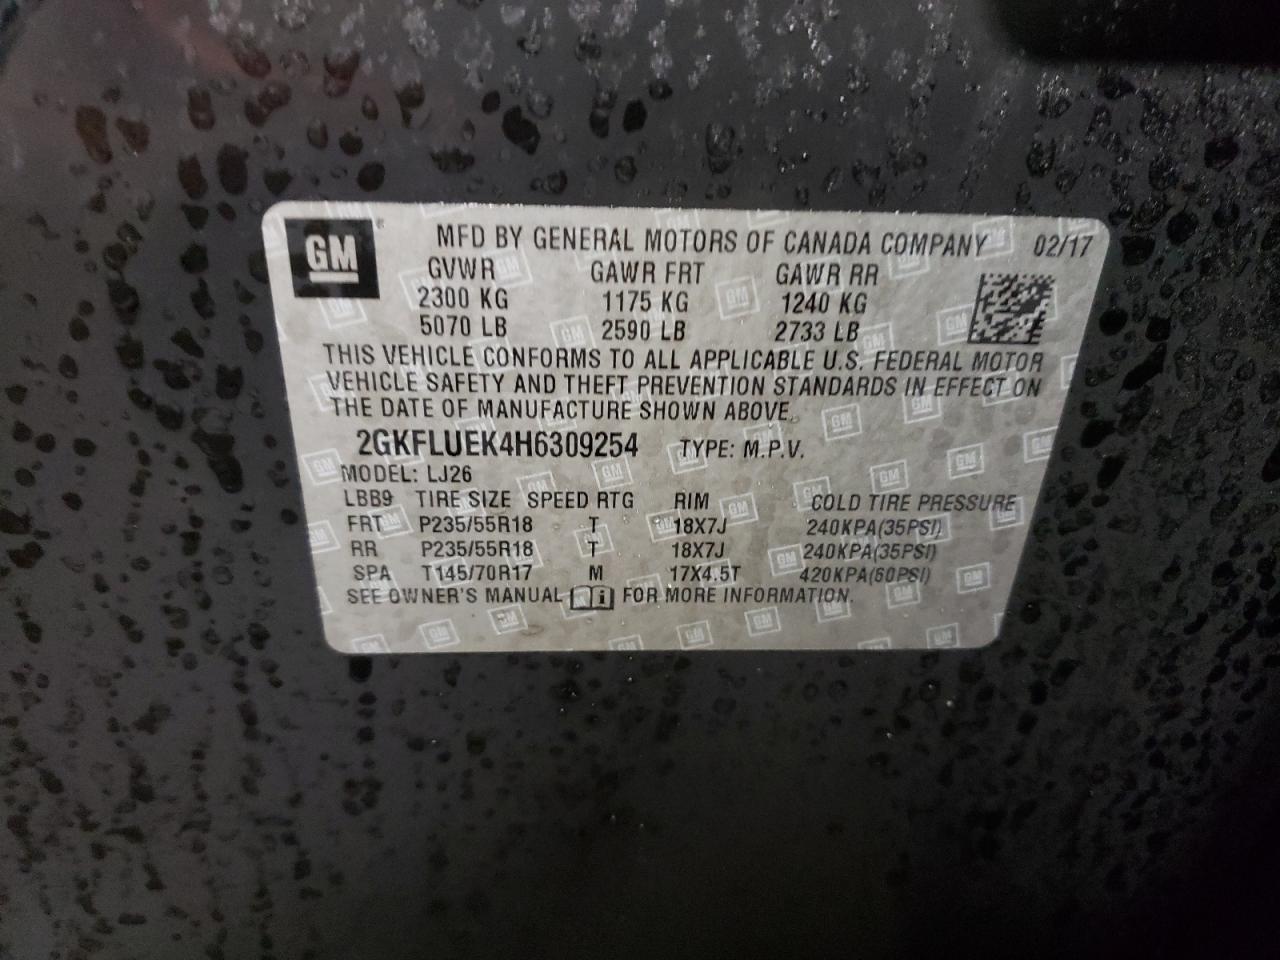 GM ® MFD BY GENERAL MOTORS OF CANADA COMPANY 02/17
GVWR GAWR FRT GAWR RR
2300 KG 1175 KG 1240 KG
5070 LB 2590 LB 2733 LB
THIS VEHICLE CONFORMS TO ALL APPLICABLE U.S. FEDERAL MOTOR
VEHICLE SAFETY AND THEFT PREVENTION STANDARDS IN EFFECT ON
THE DATE OF MANUFACTURE SHOWN ABOVE.
2GKFLUEK4H6309254 TYPE: M.P.V.
MODEL: LJ26
LBB9 TIRE SIZE SPEED RTG RIM COLD TIRE PRESSURE
FRT P235/55R18 T 18X7J 240KPA(35PSI)
RR P235/55R18 T 18X7J 240KPA(35PSI)
SPA T145/70R17 M 17X4.5T 420KPA(60PSI)
SEE OWNER'S MANUAL i FOR MORE INFORMATION.